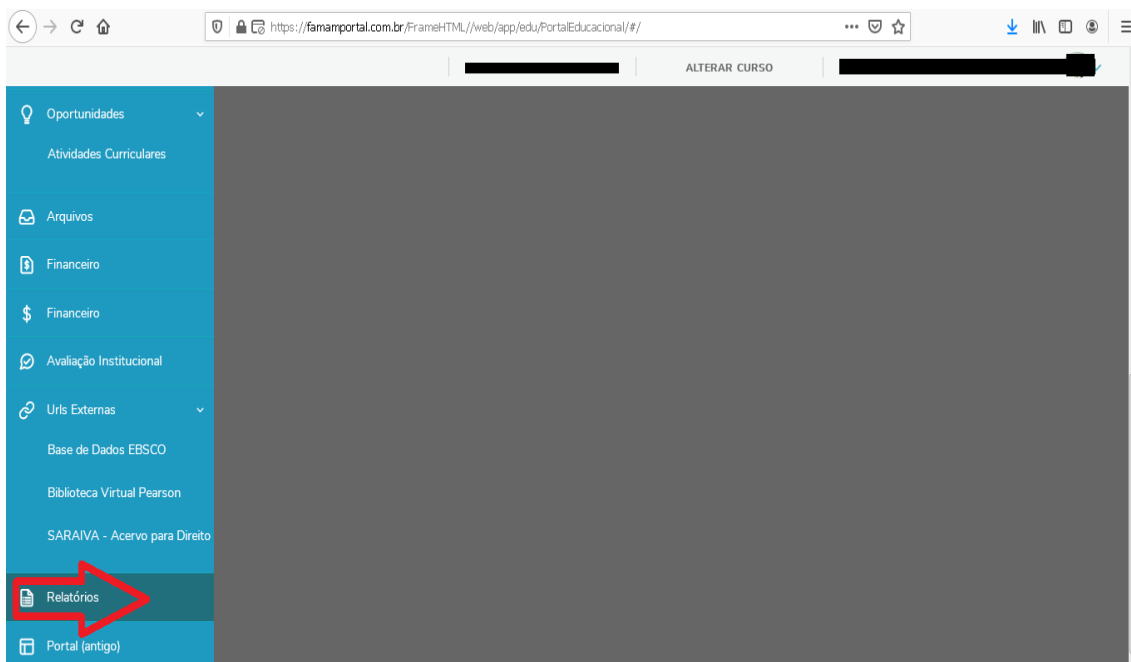 https://famamportal.com.br/FrameHTML//web/app/edu/PortalEducacional/#/
ALTERAR CURSO
Oportunidades
Atividades Curriculares
Arquivos
Financeiro
Financeiro
Avaliação Institucional
Urls Externas
Base de Dados EBSCO
Biblioteca Virtual Pearson
SARAIVA - Acervo para Direito
Relatórios
Portal (antigo)